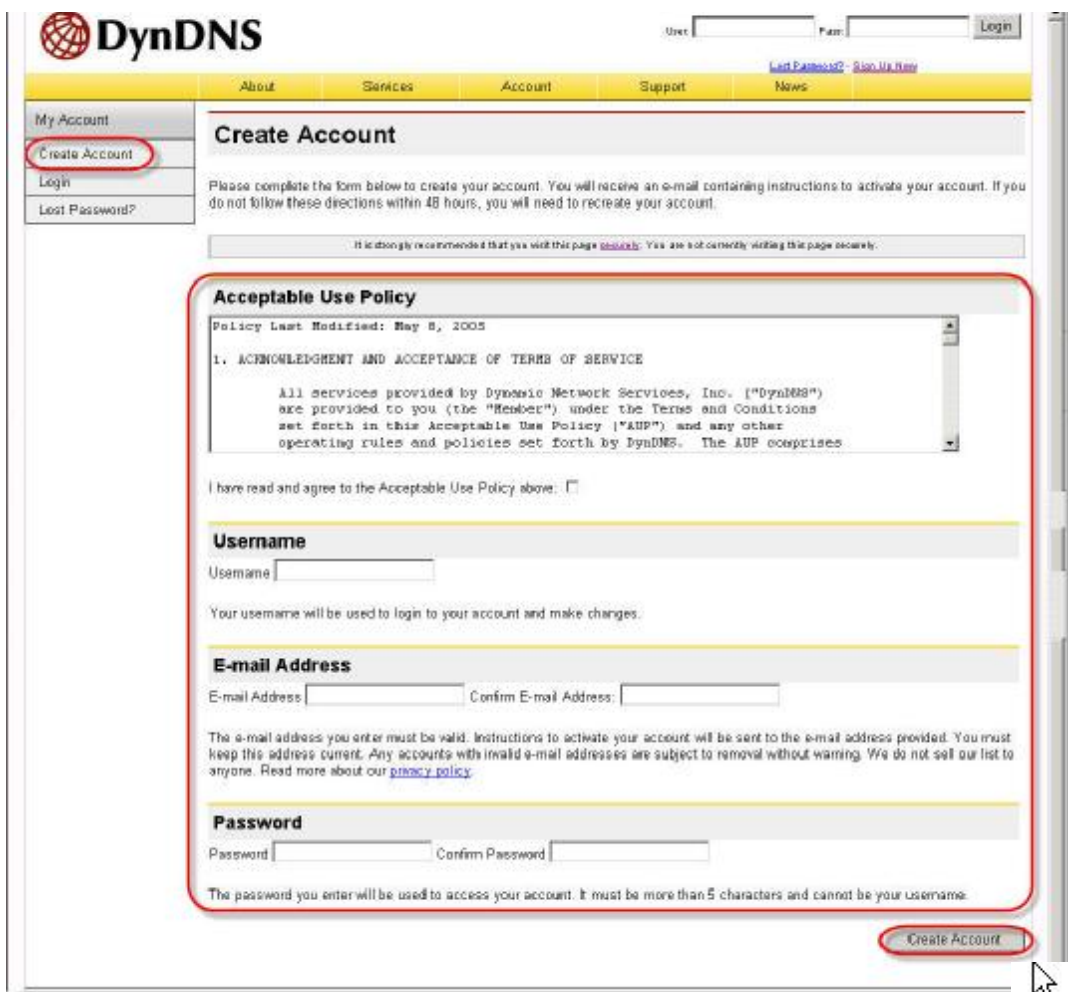 DynDNS
User: Pass: Login
Lost Password? - Sign Up Now
About Services Account Support News
My Account
Create Account
Login
Lost Password?
Create Account
Please complete the form below to create your account. You will receive an e-mail containing instructions to activate your account. If you
do not follow these directions within 48 hours, you will need to recreate your account.
It is strongly recommended that you visit this page securely. You are not currently visiting this page securely.
Acceptable Use Policy
Policy Last Modified: May 8, 2005
1. ACKNOWLEDGMENT AND ACCEPTANCE OF TERMS OF SERVICE
All services provided by Dynamic Network Services, Inc. ("DynDNS")
are provided to you (the "Member") under the Terms and Conditions
set forth in this Acceptable Use Policy ("AUP") and any other
operating rules and policies set forth by DynDNS. The AUP comprises
I have read and agree to the Acceptable Use Policy above:
Username
Username
Your username will be used to login to your account and make changes.
E-mail Address
E-mail Address Confirm E-mail Address:
The e-mail address you enter must be valid. Instructions to activate your account will be sent to the e-mail address provided. You must
keep this address current. Any accounts with invalid e-mail addresses are subject to removal without warning. We do not sell our list to
anyone. Read more about our privacy policy.
Password
Password Confirm Password
The password you enter will be used to access your account. It must be more than 5 characters and cannot be your username.
Create Account